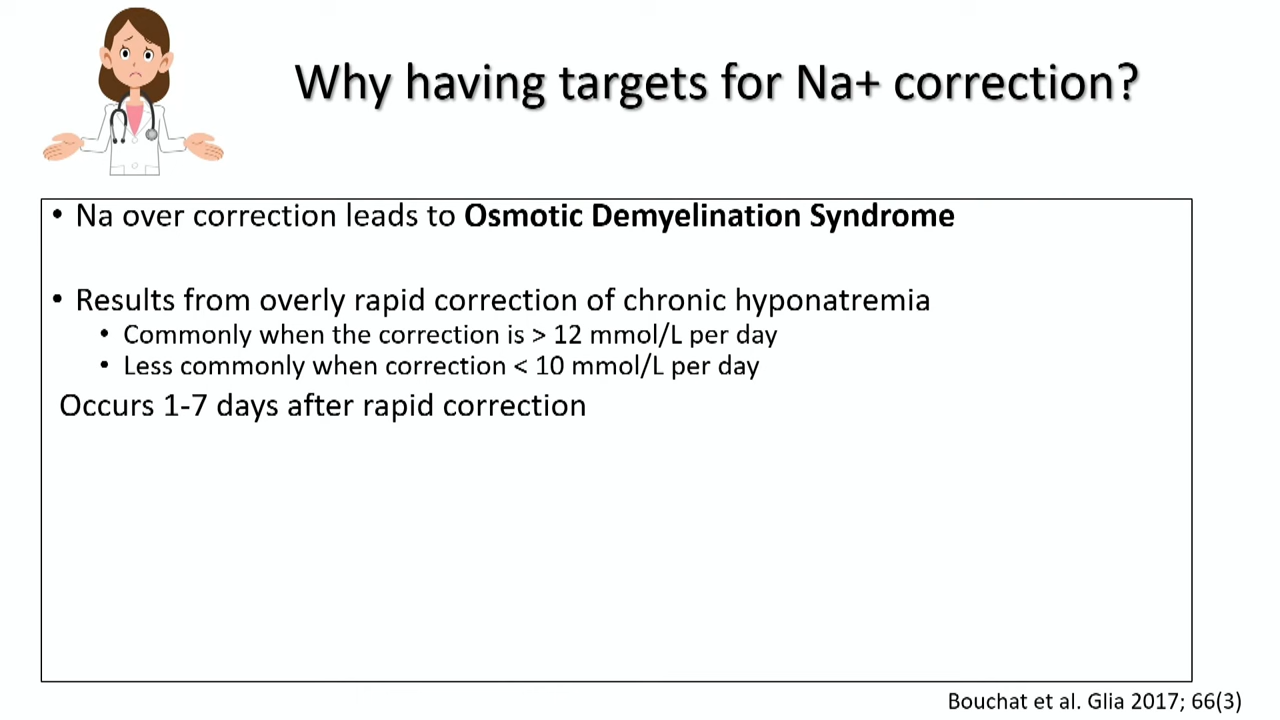 Why having targets for Na+ correction?
• Na over correction leads to Osmotic Demyelination Syndrome
• Results from overly rapid correction of chronic hyponatremia
• Commonly when the correction is > 12 mmol/L per day
• Less commonly when correction < 10 mmol/L per day
Occurs 1-7 days after rapid correction
Bouchat et al. Glia 2017; 66(3)